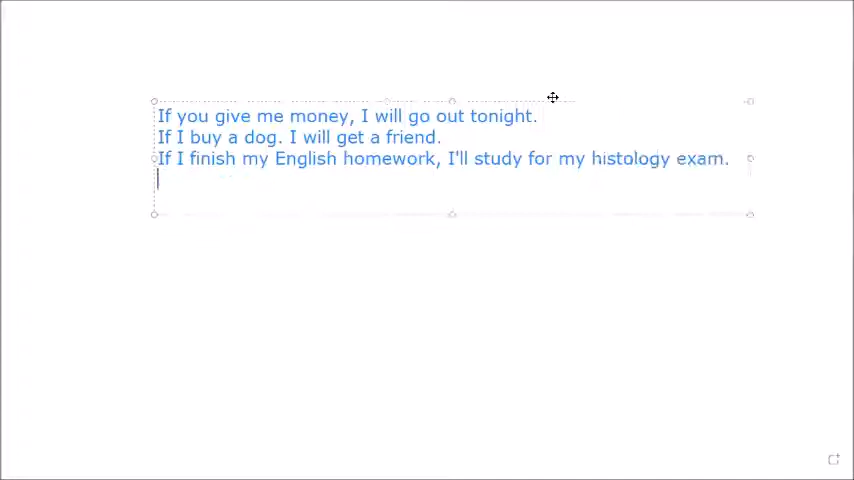 If you give me money, I will go out tonight.
If I buy a dog. I will get a friend.
If I finish my English homework, I'll study for my histology exam.